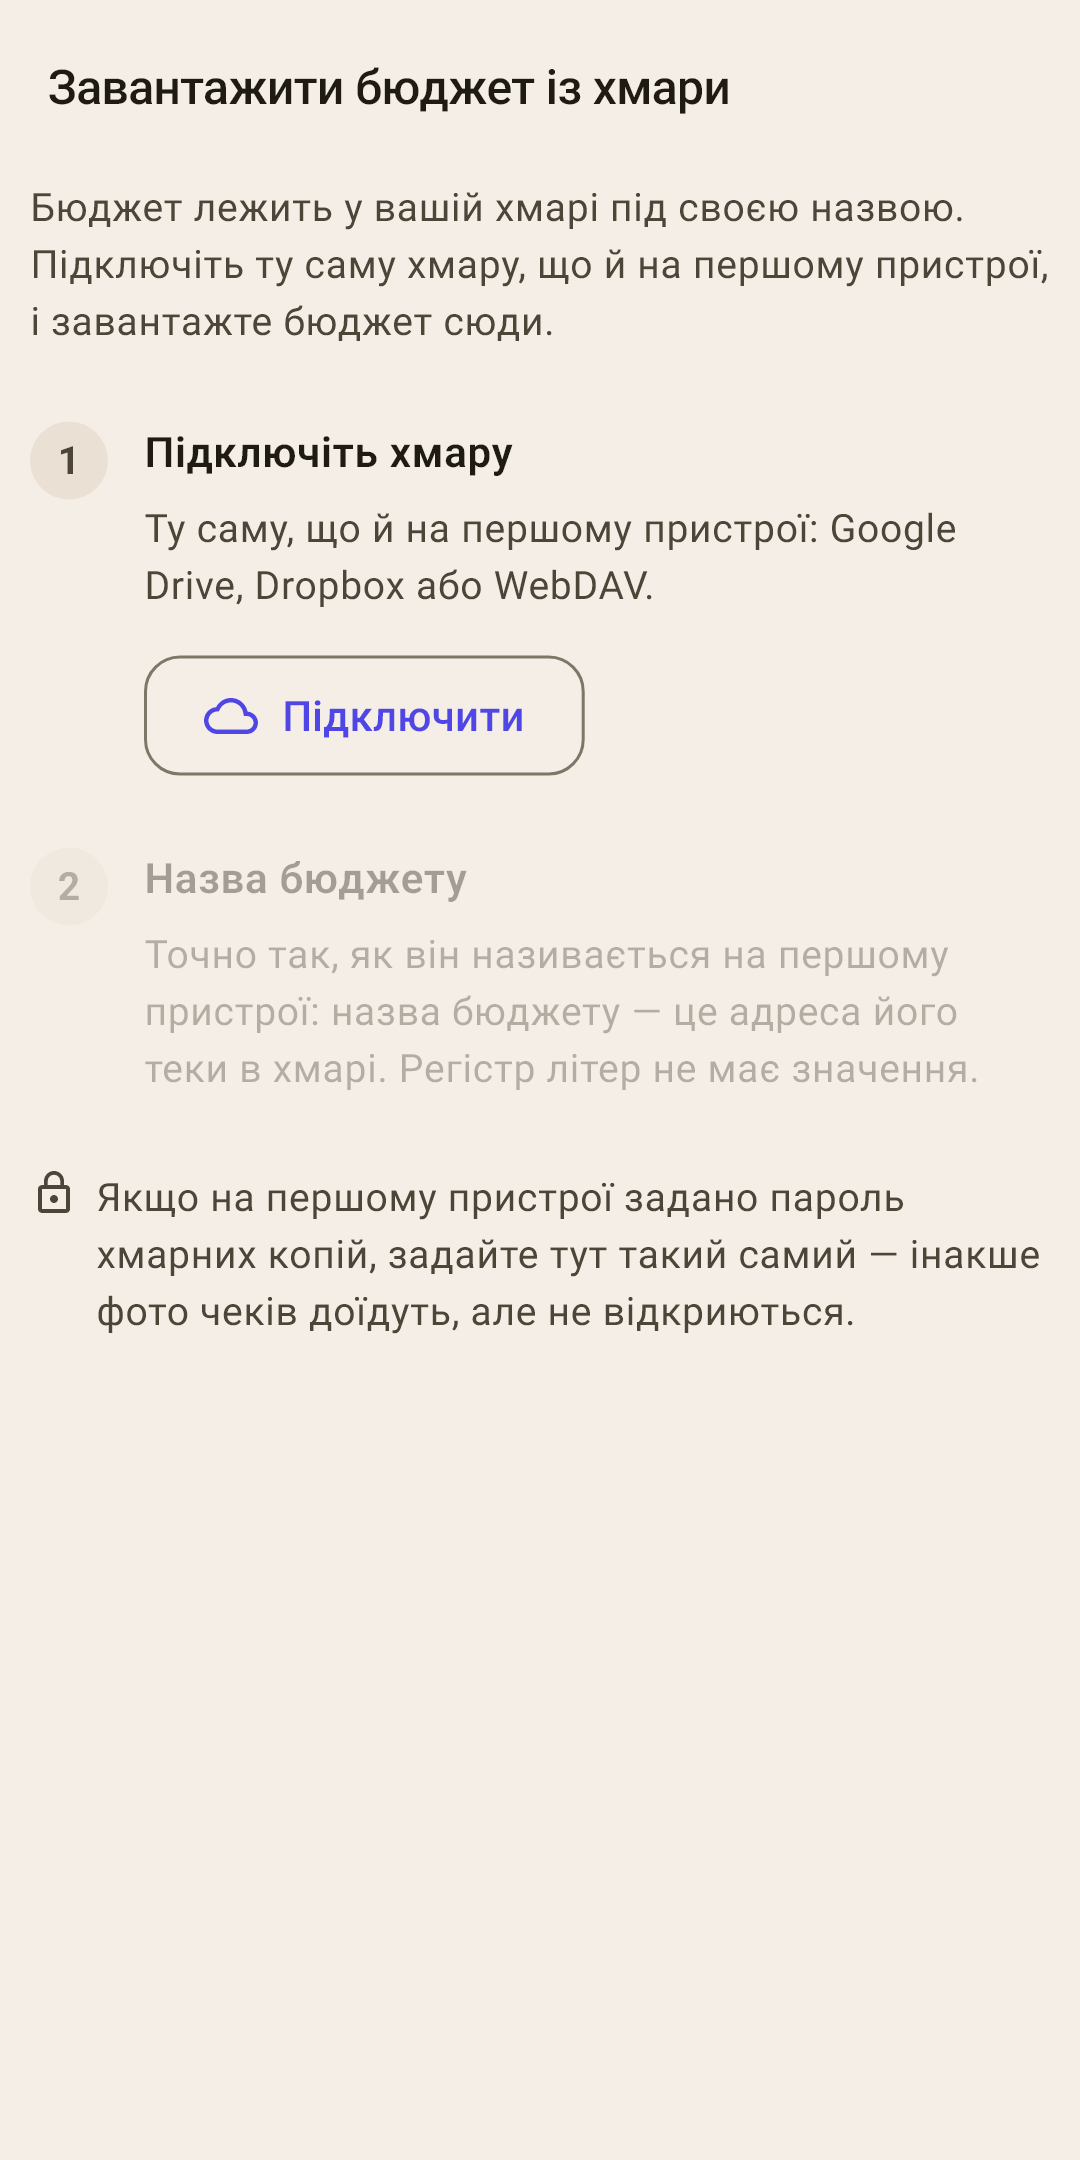 Завантажити бюджет із хмари
Бюджет лежить у вашій хмарі під своєю назвою.
Підключіть ту саму хмару, що й на першому пристрої,
і завантажте бюджет сюди.
1
Підключіть хмару
Ту саму, що й на першому пристрої: Google
Drive, Dropbox або WebDAV.
Підключити
2
Назва бюджету
Точно так, як він називається на першому
пристрої: назва бюджету — це адреса його
теки в хмарі. Регістр літер не має значення.
Якщо на першому пристрої задано пароль
хмарних копій, задайте тут такий самий — інакше
фото чеків доїдуть, але не відкриються.